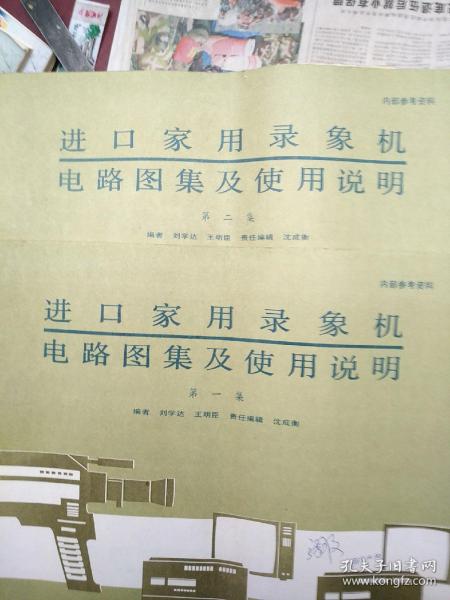 内部参考资料
进口家用录象机
电路图集及使用说明
第二集
编者 刘学达 王明臣 责任编辑 沈成衡
内部参考资料
进口家用录象机
电路图集及使用说明
第一集
编者 刘学达 王明臣 责任编辑 沈成衡
孔夫子旧书网
www.kongfz.com